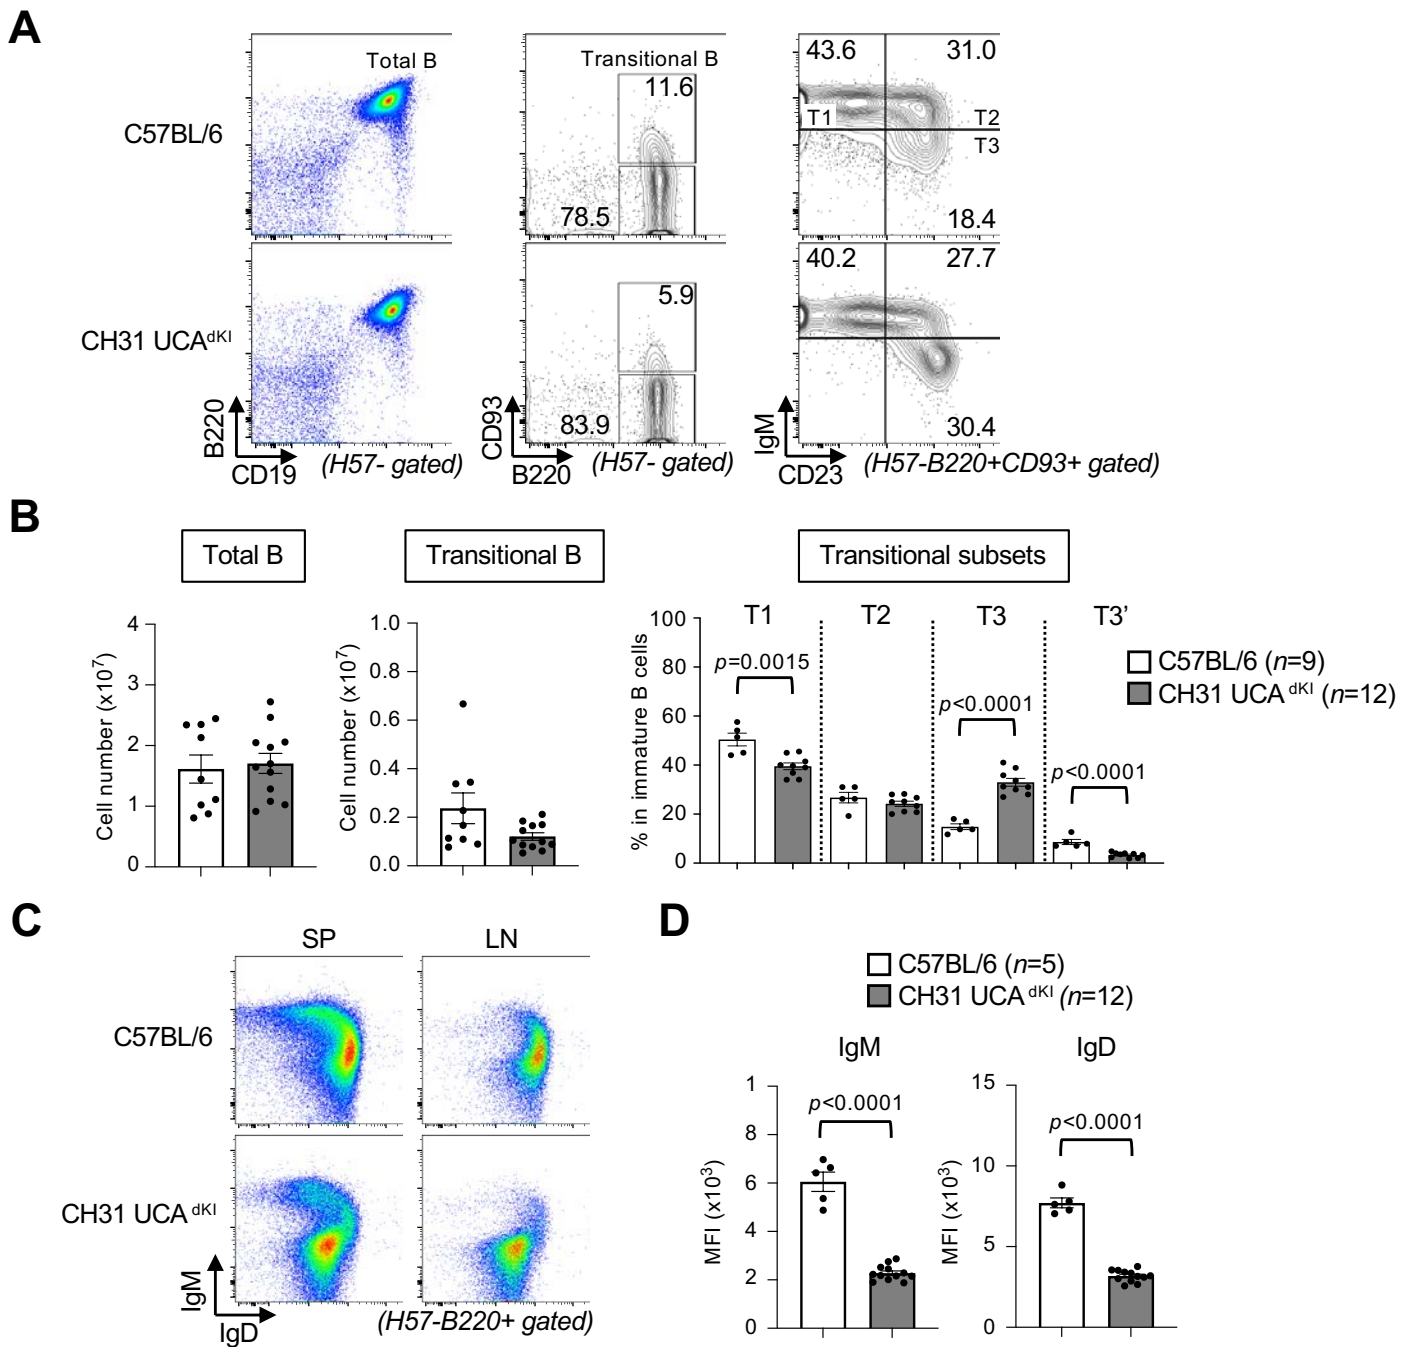 A
Total B
Transitional B
C57BL/6
11.6
78.5
43.6 31.0
T1 T2
T3
18.4
CH31 UCAdKI
5.9
83.9
40.2 27.7
30.4
B220
CD19
(H57- gated)
CD93
B220
(H57- gated)
IgM
CD23
(H57-B220+CD93+ gated)
B
Total B
Transitional B
Transitional subsets
Cell number (x107)
4
3
2
1
0
Cell number (x107)
1.0
0.8
0.6
0.4
0.2
0.0
% in immature B cells
100
80
60
40
20
0
T1 T2 T3 T3’
p=0.0015
p<0.0001
p<0.0001
C57BL/6 (n=9)
CH31 UCA dKI (n=12)
C
SP LN
C57BL/6
CH31 UCA dKI
IgM
IgD
(H57-B220+ gated)
D
C57BL/6 (n=5)
CH31 UCA dKI (n=12)
IgM
MFI (x103)
1
8
6
4
2
0
p<0.0001
IgD
MFI (x103)
15
10
5
0
p<0.0001